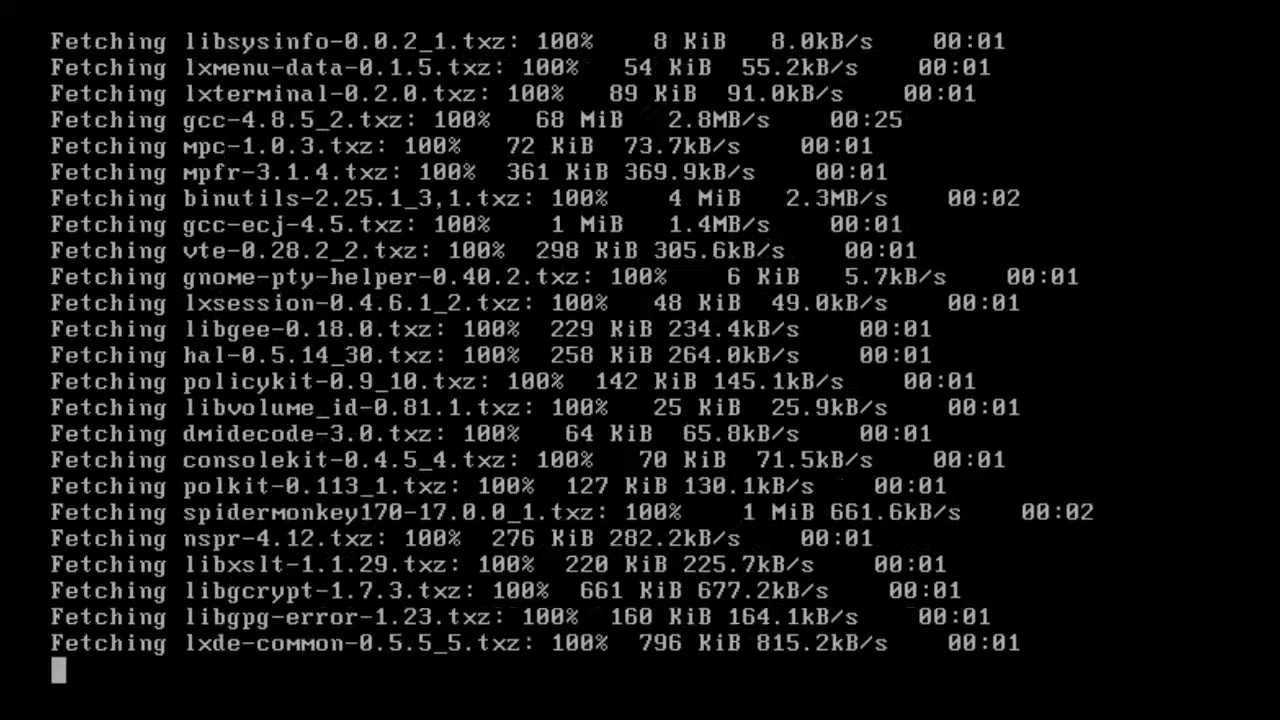 Fetching libsysinfo-0.0.2_1.txz: 100%    8 KiB   8.0kB/s    00:01
Fetching lxmenu-data-0.1.5.txz: 100%   54 KiB  55.2kB/s    00:01
Fetching lxterminal-0.2.0.txz: 100%   89 KiB  91.0kB/s    00:01
Fetching gcc-4.8.5_2.txz: 100%   68 MiB   2.8MB/s    00:25
Fetching mpc-1.0.3.txz: 100%   72 KiB  73.7kB/s    00:01
Fetching mpfr-3.1.4.txz: 100%  361 KiB 369.9kB/s    00:01
Fetching binutils-2.25.1_3,1.txz: 100%    4 MiB   2.3MB/s    00:02
Fetching gcc-ecj-4.5.txz: 100%    1 MiB   1.4MB/s    00:01
Fetching vte-0.28.2_2.txz: 100%  298 KiB 305.6kB/s    00:01
Fetching gnome-pty-helper-0.40.2.txz: 100%    6 KiB   5.7kB/s    00:01
Fetching lxsession-0.4.6.1_2.txz: 100%   48 KiB  49.0kB/s    00:01
Fetching libgee-0.18.0.txz: 100%  229 KiB 234.4kB/s    00:01
Fetching hal-0.5.14_30.txz: 100%  258 KiB 264.0kB/s    00:01
Fetching policykit-0.9_10.txz: 100%  142 KiB 145.1kB/s    00:01
Fetching libvolume_id-0.81.1.txz: 100%   25 KiB  25.9kB/s    00:01
Fetching dmidecode-3.0.txz: 100%   64 KiB  65.8kB/s    00:01
Fetching consolekit-0.4.5_4.txz: 100%   70 KiB  71.5kB/s    00:01
Fetching polkit-0.113_1.txz: 100%  127 KiB 130.1kB/s    00:01
Fetching spidermonkey170-17.0.0_1.txz: 100%    1 MiB 661.6kB/s    00:02
Fetching nspr-4.12.txz: 100%  276 KiB 282.2kB/s    00:01
Fetching libxslt-1.1.29.txz: 100%  220 KiB 225.7kB/s    00:01
Fetching libgcrypt-1.7.3.txz: 100%  661 KiB 677.2kB/s    00:01
Fetching libgpg-error-1.23.txz: 100%  160 KiB 164.1kB/s    00:01
Fetching lxde-common-0.5.5_5.txz: 100%  796 KiB 815.2kB/s    00:01